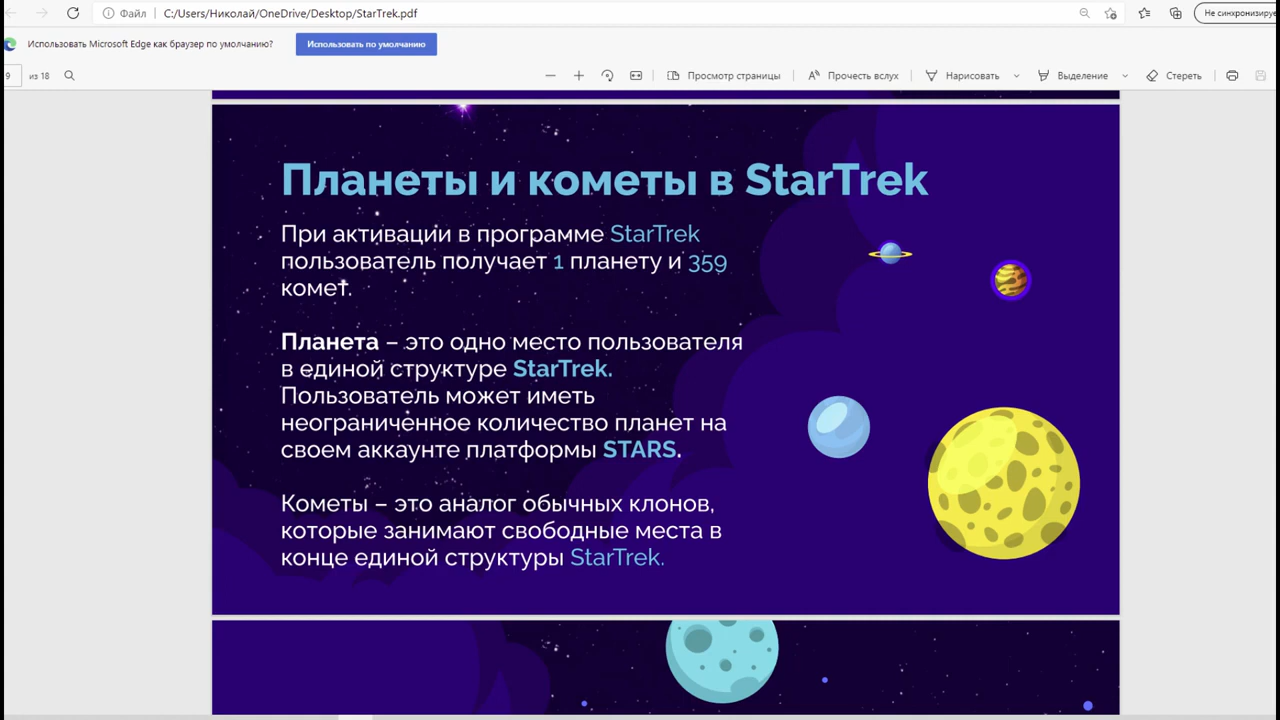 Файл C:/Users/Николай/OneDrive/Desktop/StarTrek.pdf Не синхронизируе
Использовать Microsoft Edge как браузер по умолчанию? Использовать по умолчанию
9 из 18 Просмотр страницы Прочесть вслух Нарисовать Выделение Стереть
Планеты и кометы в StarTrek
При активации в программе StarTrek
пользователь получает 1 планету и 359
комет.
Планета – это одно место пользователя
в единой структуре StarTrek.
Пользователь может иметь
неограниченное количество планет на
своем аккаунте платформы STARS.
Кометы – это аналог обычных клонов,
которые занимают свободные места в
конце единой структуры StarTrek.